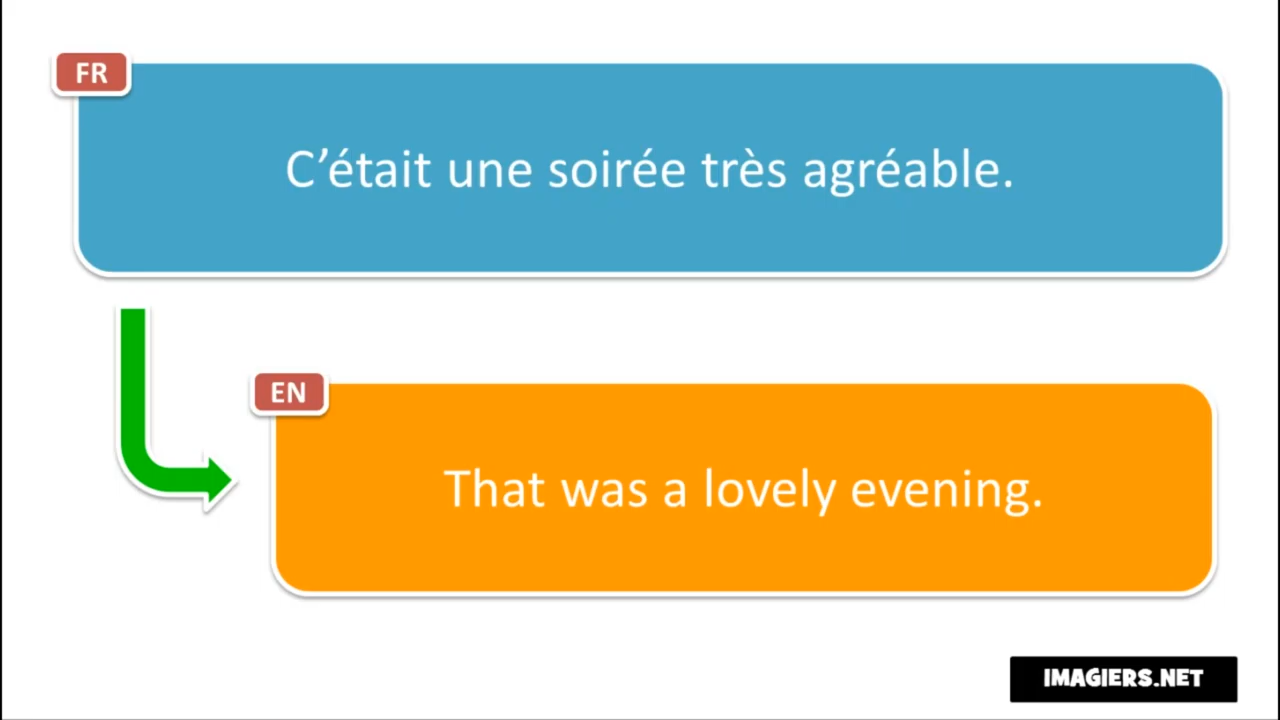 FR
C’était une soirée très agréable.
EN
That was a lovely evening.
IMAGIERS.NET